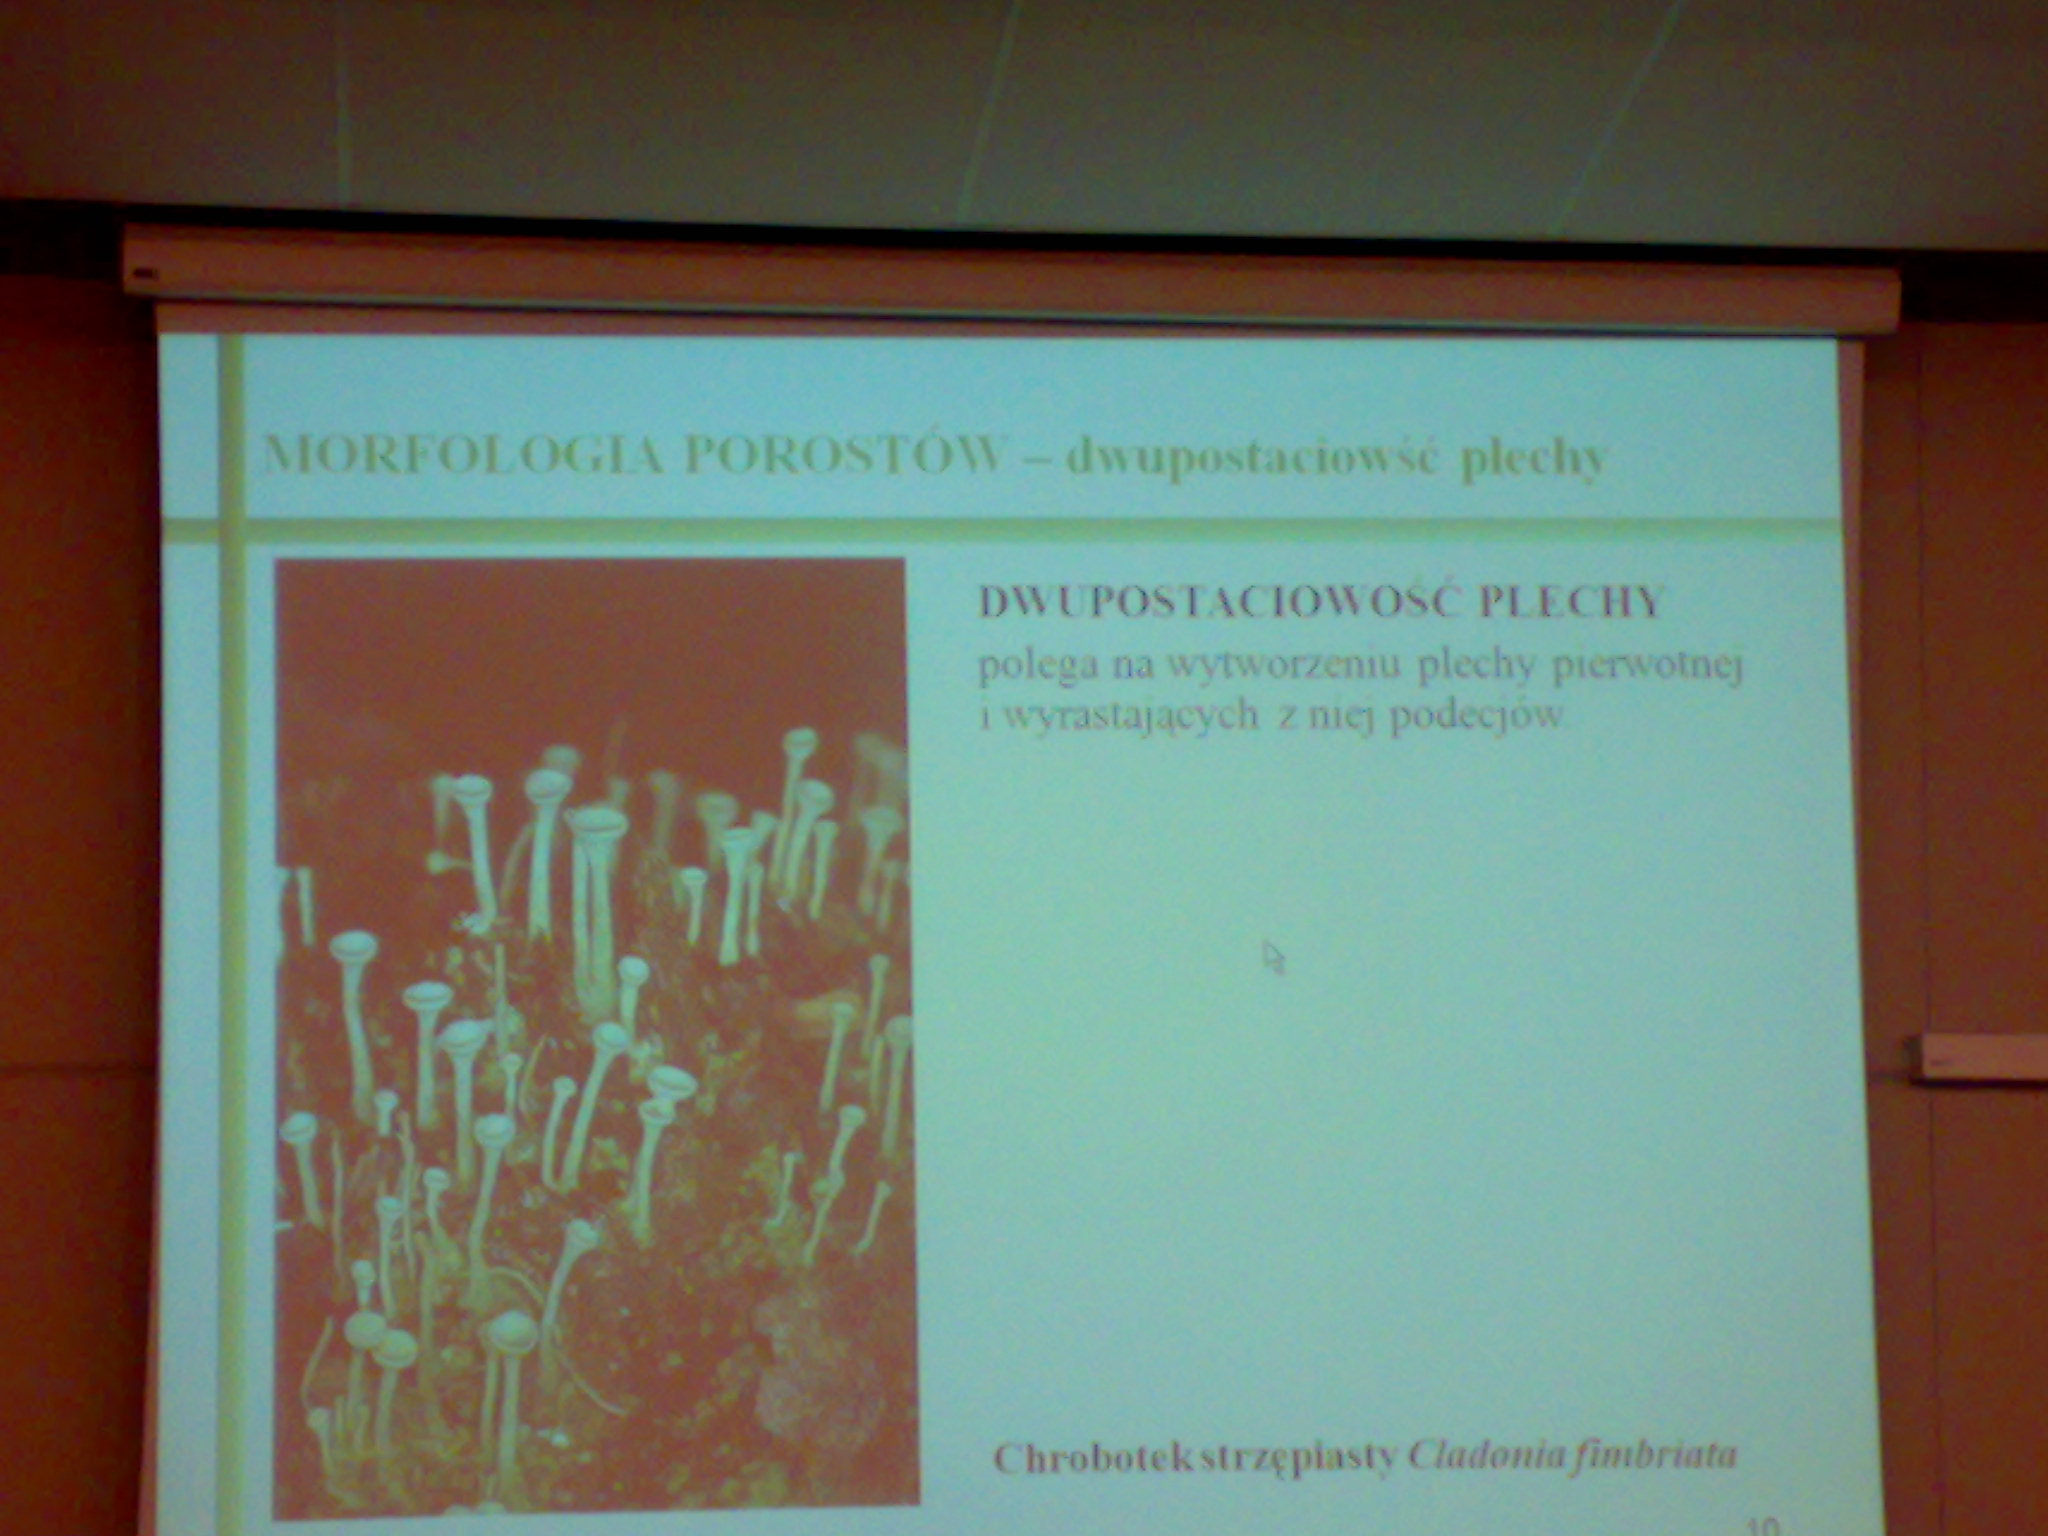 MORFOLOGIA POROSTÓW – dwupostaciowść plechy
DWUPOSTACIOWOŚĆ PLECHY
polega na wytworzeniu plechy pierwotnej
i wyrastających z niej podecjów
Chrobotek strzępiasty Cladonia fimbriata
10